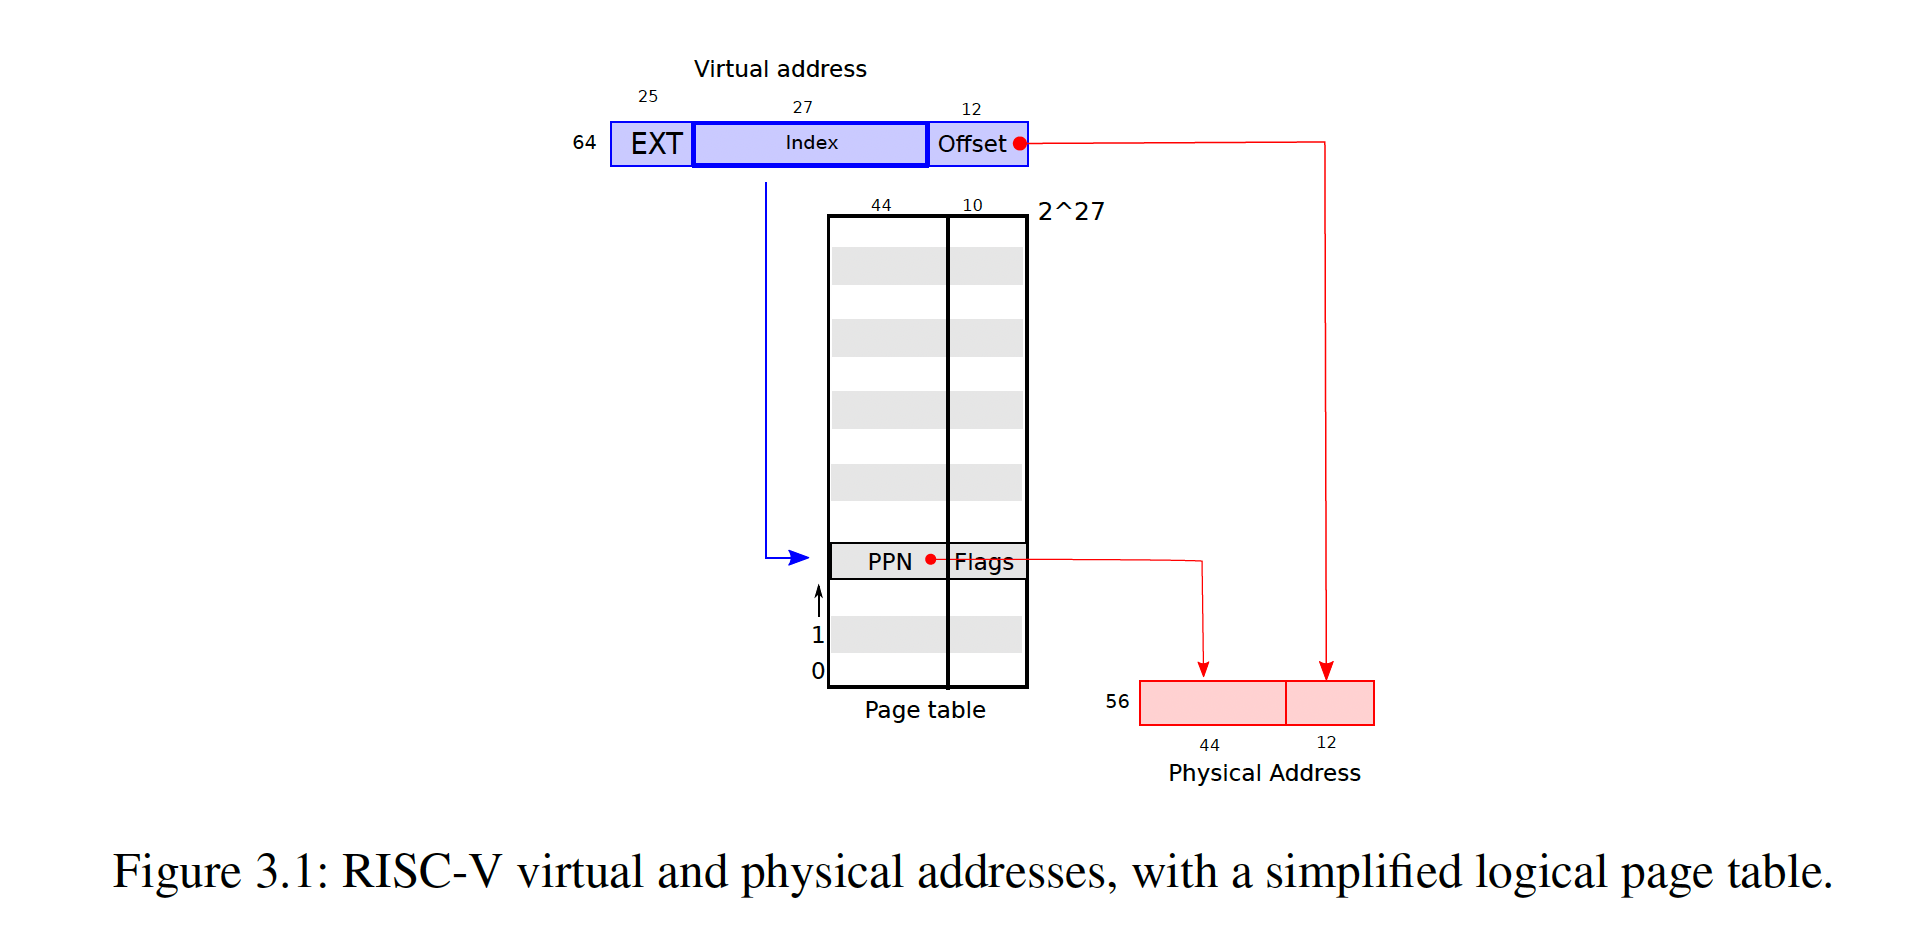 Virtual address
25
27
12
64
EXT
Index
Offset
44
10
2^27
PPN
Flags
1
0
Page table
56
44
12
Physical Address
Figure 3.1: RISC-V virtual and physical addresses, with a simplified logical page table.